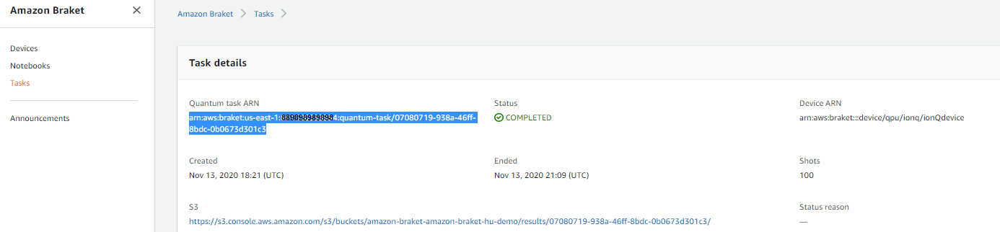 Amazon Braket
Amazon Braket > Tasks >
Devices
Notebooks
Tasks
Announcements
Task details
Quantum task ARN
arn:aws:braket:us-east-1:8898989898984:quantum-task/07080719-938a-46ff-
8bdc-0b0673d301c3
Status
COMPLETED
Device ARN
arn:aws:braket:::device/qpu/ionq/ionQdevice
Created
Nov 13, 2020 18:21 (UTC)
Ended
Nov 13, 2020 21:09 (UTC)
Shots
100
S3
https://s3.console.aws.amazon.com/s3/buckets/amazon-braket-amazon-braket-hu-demo/results/07080719-938a-46ff-8bdc-0b0673d301c3/
Status reason
—